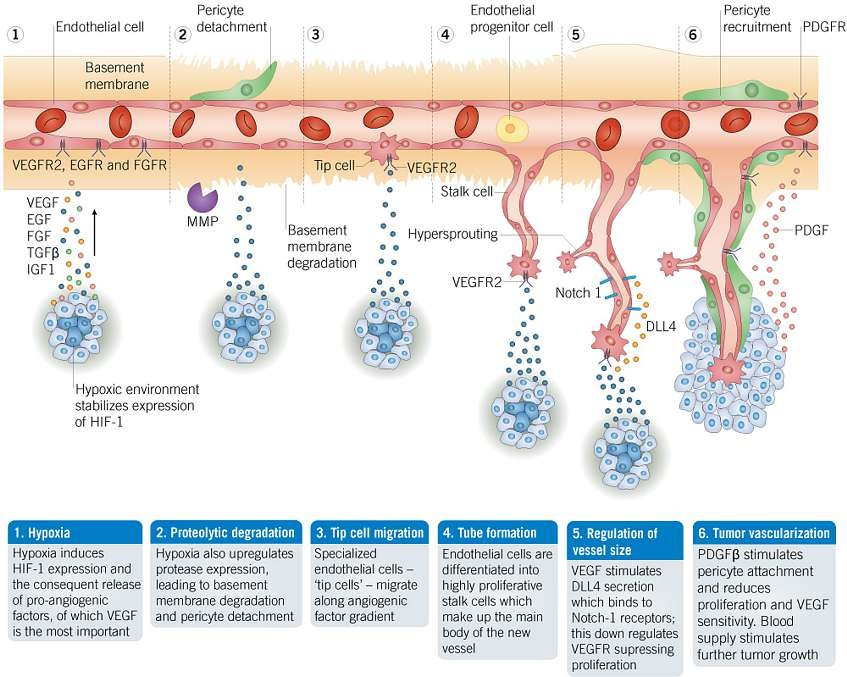 1
Endothelial cell
2
Pericyte
detachment
3
4
Endothelial
progenitor cell
5
6
Pericyte
recruitment
PDGFR
Basement
membrane
VEGFR2, EGFR and FGFR
Tip cell
VEGFR2
VEGF
EGF
FGF
TGFβ
IGF1
MMP
Basement
membrane
degradation
Stalk cell
Hypersprouting
VEGFR2
Notch 1
DLL4
PDGF
Hypoxic environment
stabilizes expression
of HIF-1
1. Hypoxia
Hypoxia induces
HIF-1 expression and
the consequent release
of pro-angiogenic
factors, of which VEGF
is the most important
2. Proteolytic degradation
Hypoxia also upregulates
protease expression,
leading to basement
membrane degradation
and pericyte detachment
3. Tip cell migration
Specialized
endothelial cells –
‘tip cells’ – migrate
along angiogenic
factor gradient
4. Tube formation
Endothelial cells are
differentiated into
highly proliferative
stalk cells which
make up the main
body of the new
vessel
5. Regulation of
vessel size
VEGF stimulates
DLL4 secretion
which binds to
Notch-1 receptors;
this down regulates
VEGFR supressing
proliferation
6. Tumor vascularization
PDGFβ stimulates
pericyte attachment
and reduces
proliferation and VEGF
sensitivity. Blood
supply stimulates
further tumor growth